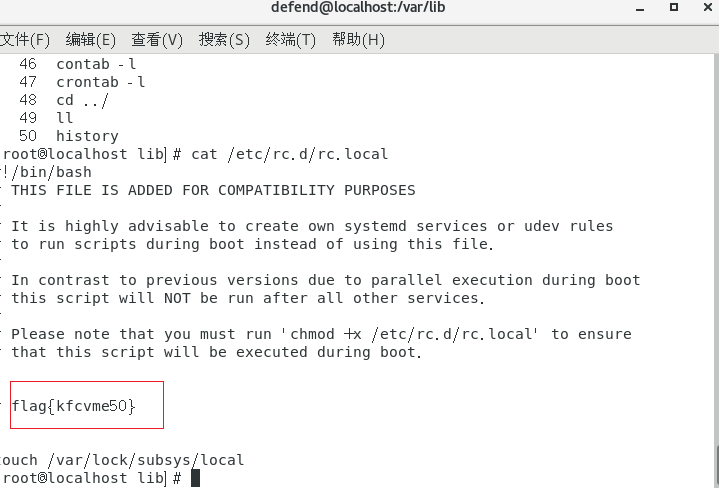 defend@localhost:/var/lib
文件(F) 编辑(E) 查看(V) 搜索(S) 终端(T) 帮助(H)
46 contab -l
47 crontab -l
48 cd ../
49 ll
50 history
root@localhost lib]# cat /etc/rc.d/rc.local
!/bin/bash
THIS FILE IS ADDED FOR COMPATIBILITY PURPOSES
It is highly advisable to create own systemd services or udev rules
to run scripts during boot instead of using this file.
In contrast to previous versions due to parallel execution during boot
this script will NOT be run after all other services.
Please note that you must run 'chmod +x /etc/rc.d/rc.local' to ensure
that this script will be executed during boot.
flag{kfcvme50}
touch /var/lock/subsys/local
root@localhost lib]#